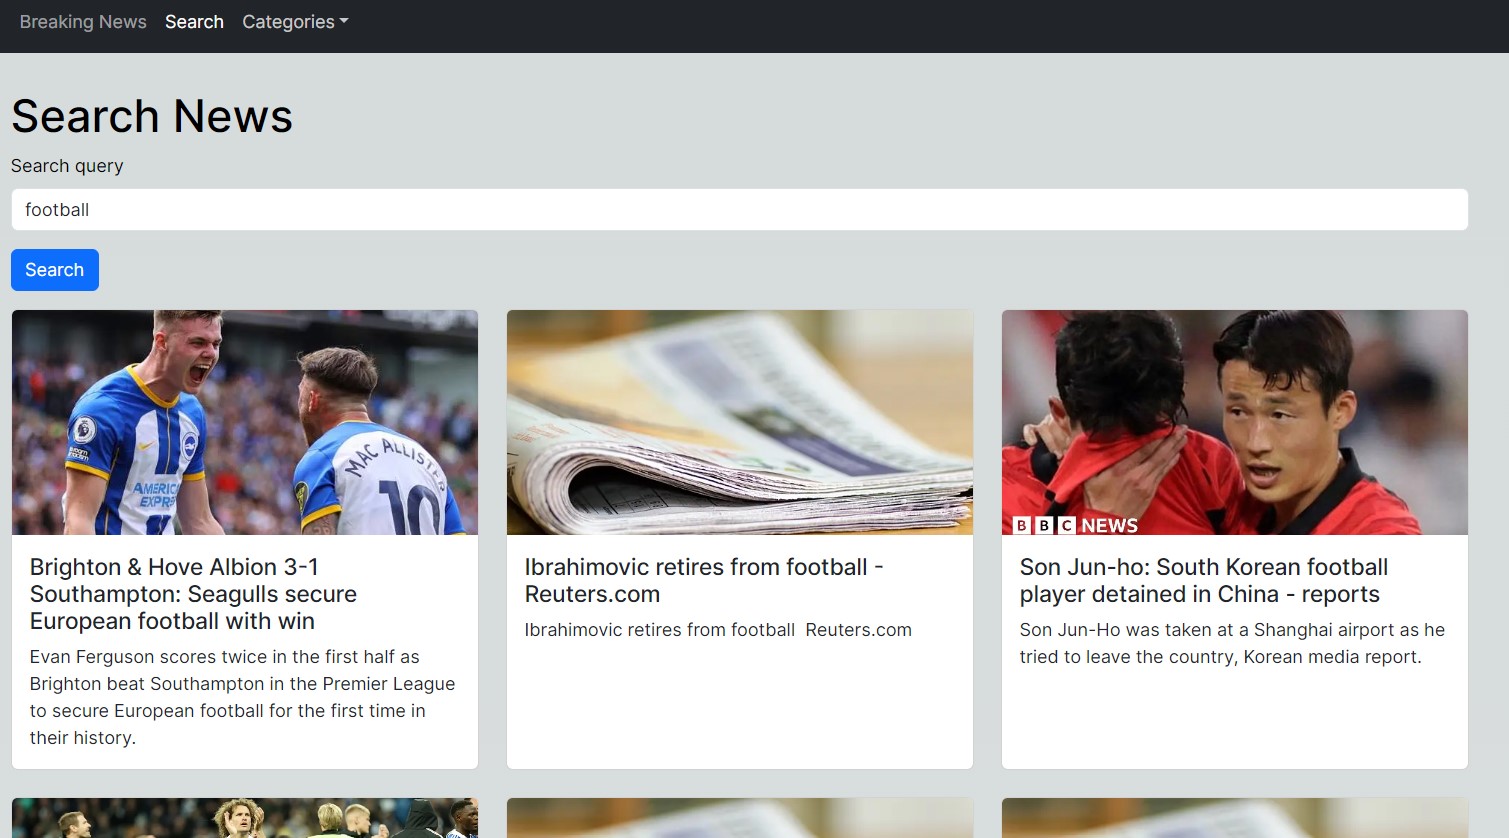 Breaking News Search Categories
Search News
Search query
football
Search
AMERICA
EXPRE
MAC ALLISTE
10
BBC NEWS
Brighton & Hove Albion 3-1
Southampton: Seagulls secure
European football with win
Evan Ferguson scores twice in the first half as
Brighton beat Southampton in the Premier League
to secure European football for the first time in
their history.
Ibrahimovic retires from football -
Reuters.com
Ibrahimovic retires from football  Reuters.com
Son Jun-ho: South Korean football
player detained in China - reports
Son Jun-Ho was taken at a Shanghai airport as he
tried to leave the country, Korean media report.